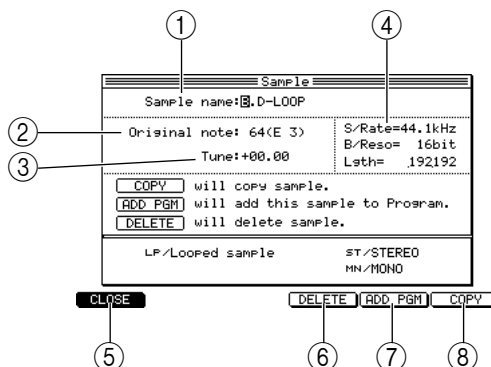 ① ④
Sample
Sample name:B.D-LOOP
② Original note: 64(E 3) S/Rate=44.1kHz
③ Tune:+00.00 B/Reso= 16bit
Lgth= 192192
COPY will copy sample.
ADD PGM will add this sample to Program.
DELETE will delete sample.
LP/Looped sample ST/STEREO
MN/MONO
CLOSE DELETE ADD PGM COPY
⑤ ⑥ ⑦ ⑧